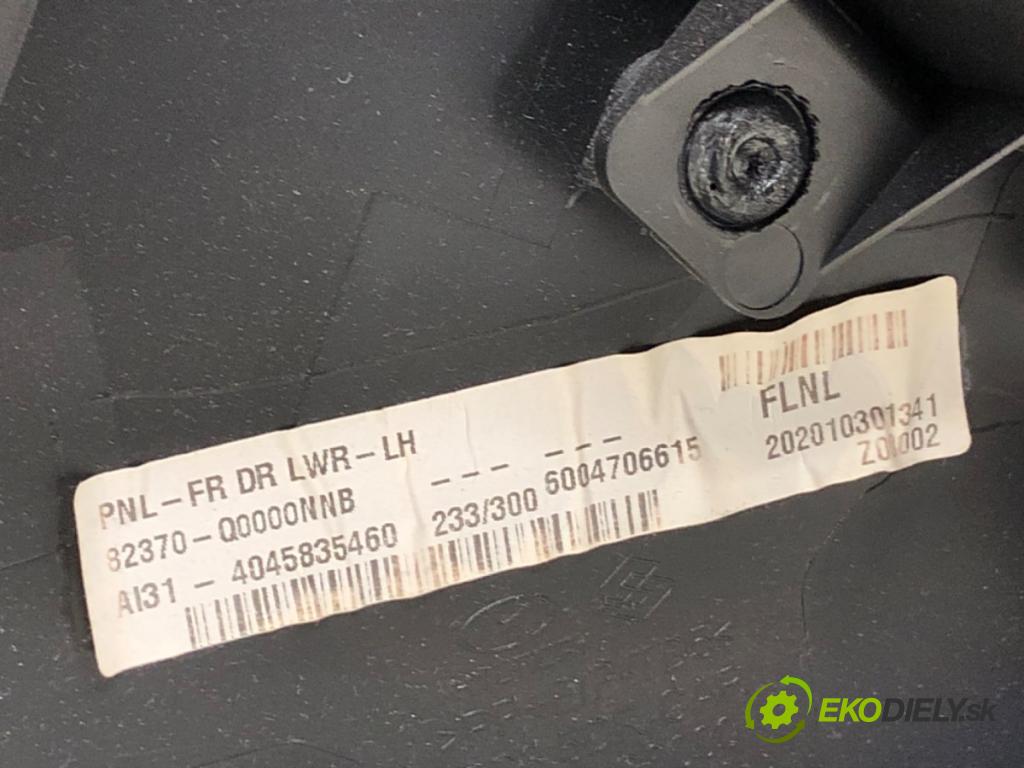 PNL-FR DR LWR-LH
82370-Q0000NNB --- ---
AI31 - 4045835460 233/300 6004706615
FLNL
202010301341
Z01002
EKODIELY.sk